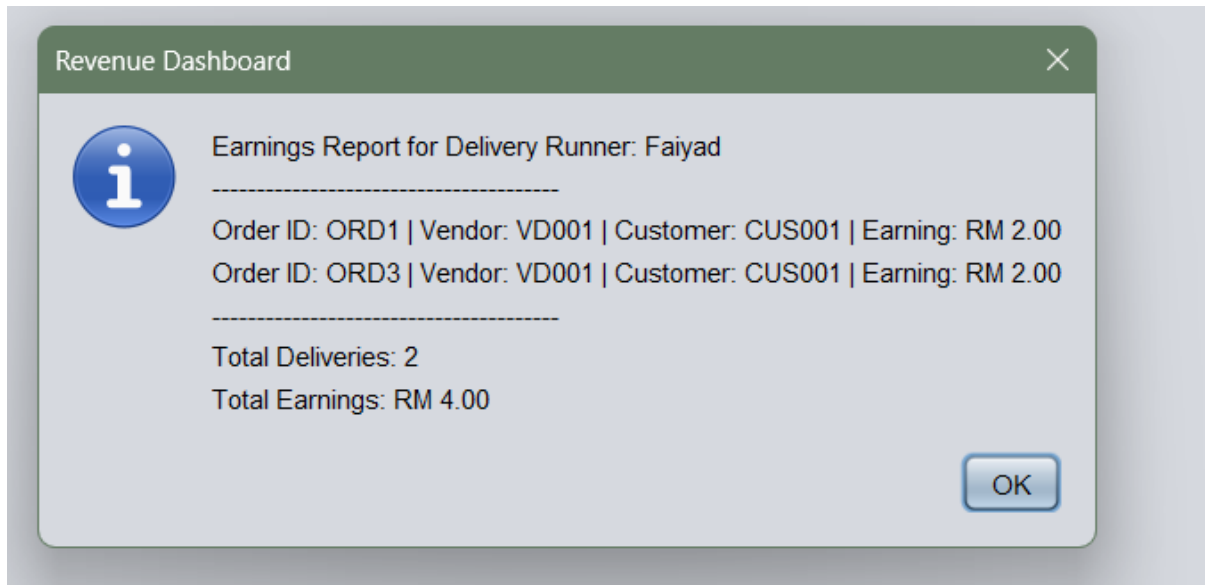 Revenue Dashboard
Earnings Report for Delivery Runner: Faiyad
---------------------------------------
Order ID: ORD1 | Vendor: VD001 | Customer: CUS001 | Earning: RM 2.00
Order ID: ORD3 | Vendor: VD001 | Customer: CUS001 | Earning: RM 2.00
---------------------------------------
Total Deliveries: 2
Total Earnings: RM 4.00
OK